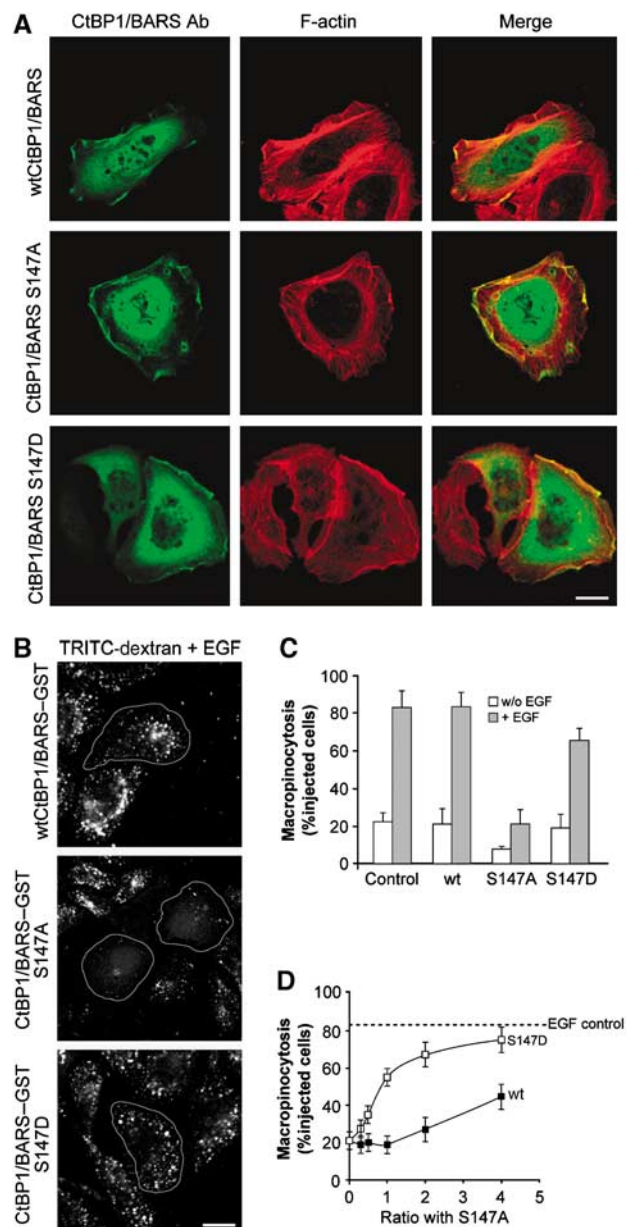 A
CtBP1/BARS Ab
F-actin
Merge
wtCtBP1/BARS
CtBP1/BARS S147A
CtBP1/BARS S147D
B
TRITC-dextran + EGF
wtCtBP1/BARS–GST
CtBP1/BARS–GST
S147A
CtBP1/BARS–GST
S147D
C
Macropinocytosis
(%injected cells)
100
80
60
40
20
0
w/o EGF
+ EGF
Control
wt
S147A
S147D
D
Macropinocytosis
(%injected cells)
100
80
60
40
20
0
EGF control
S147D
wt
0
1
2
3
4
5
Ratio with S147A